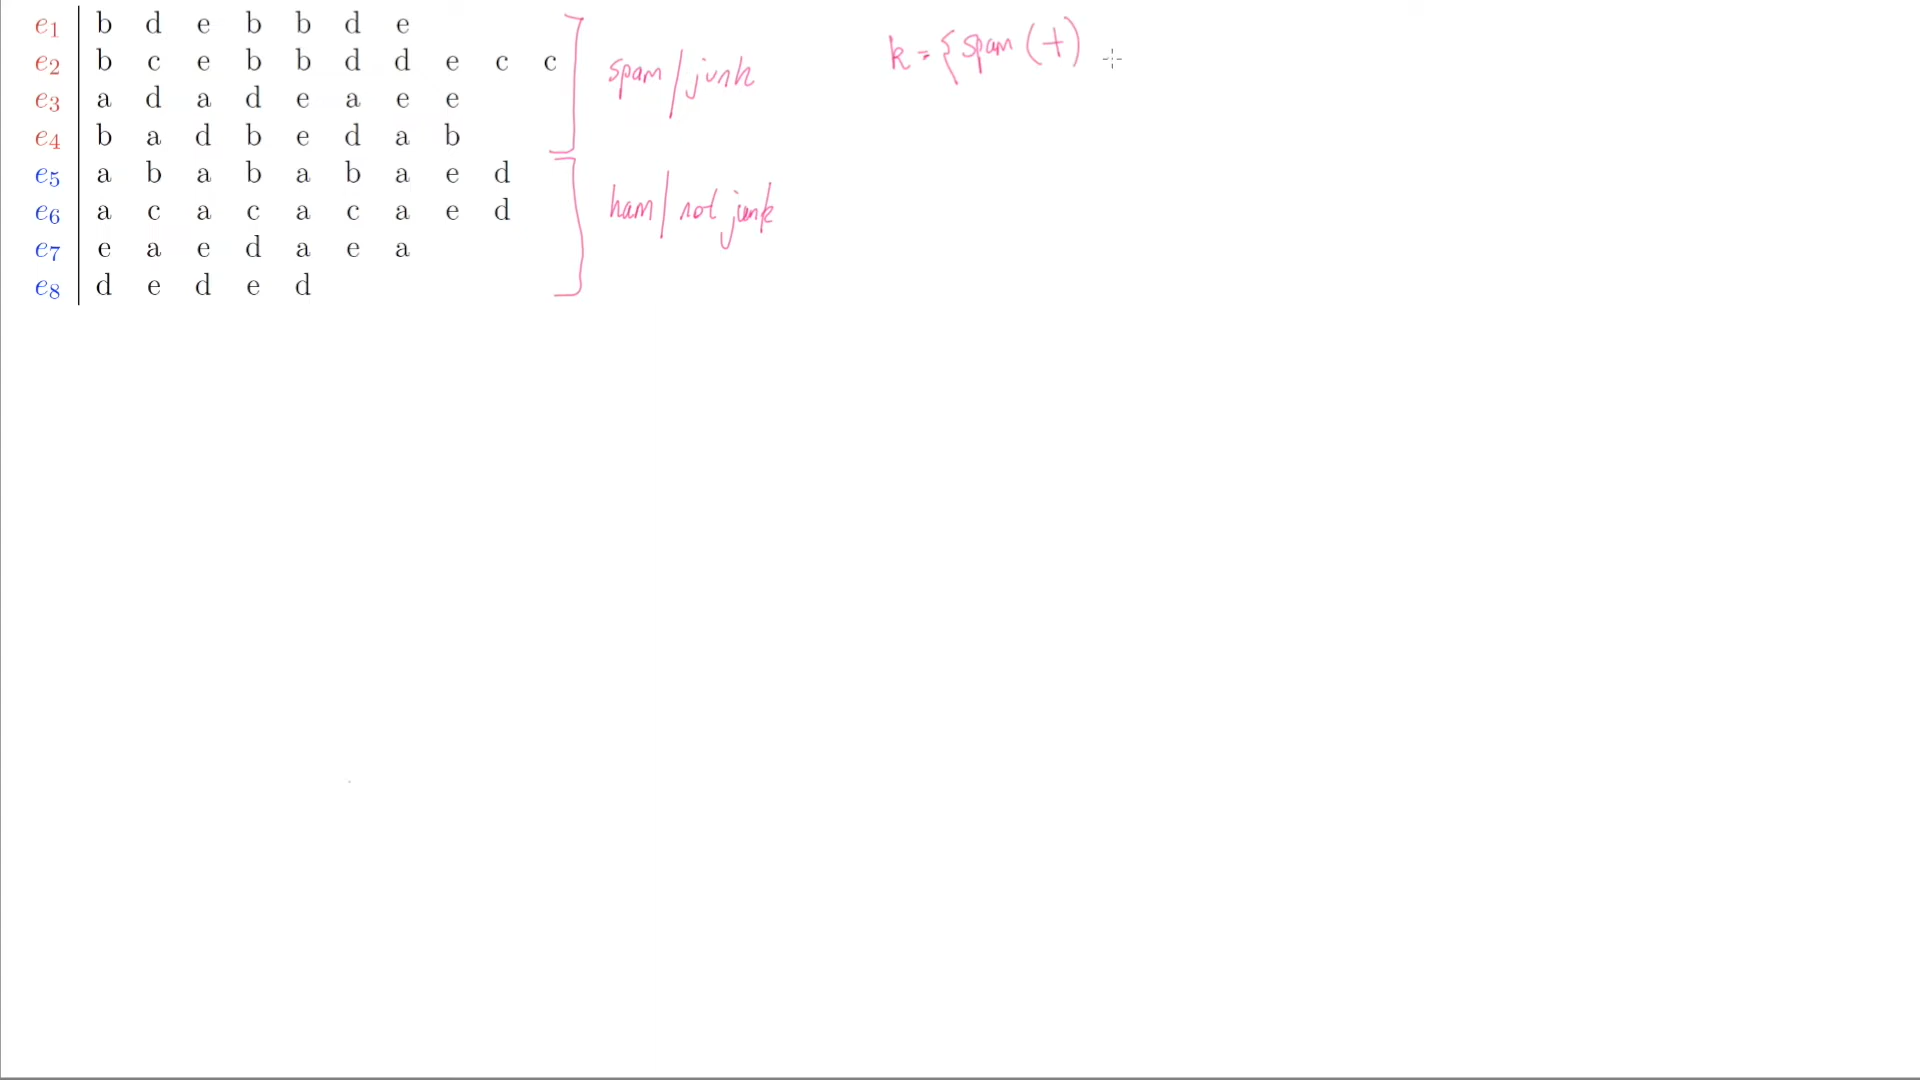 e1 b d e b b d e
e2 b c e b b d d e c c
e3 a d a d e a e e
e4 b a d b e d a b
e5 a b a b a b a e d
e6 a c a c a c a e d
e7 e a e d a e a
e8 d e d e d
spam/junk
ham/not junk
k={spam (+)